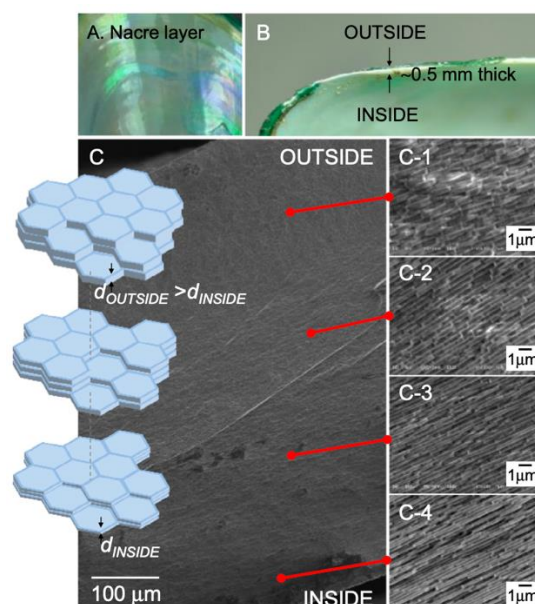 A. Nacre layer
B
OUTSIDE
~0.5 mm thick
INSIDE
C
OUTSIDE
dOUTSIDE >dINSIDE
dINSIDE
100 μm
INSIDE
C-1
1μm
C-2
1μm
C-3
1μm
C-4
1μm